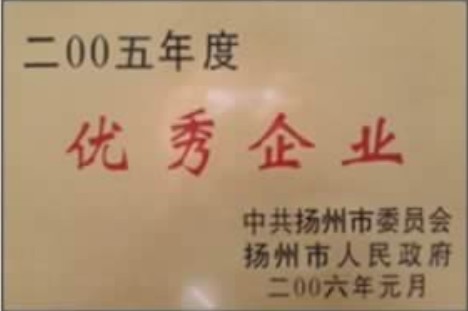 二00五年度
优秀企业
中共扬州市委员会
扬州市人民政府
二00六年元月